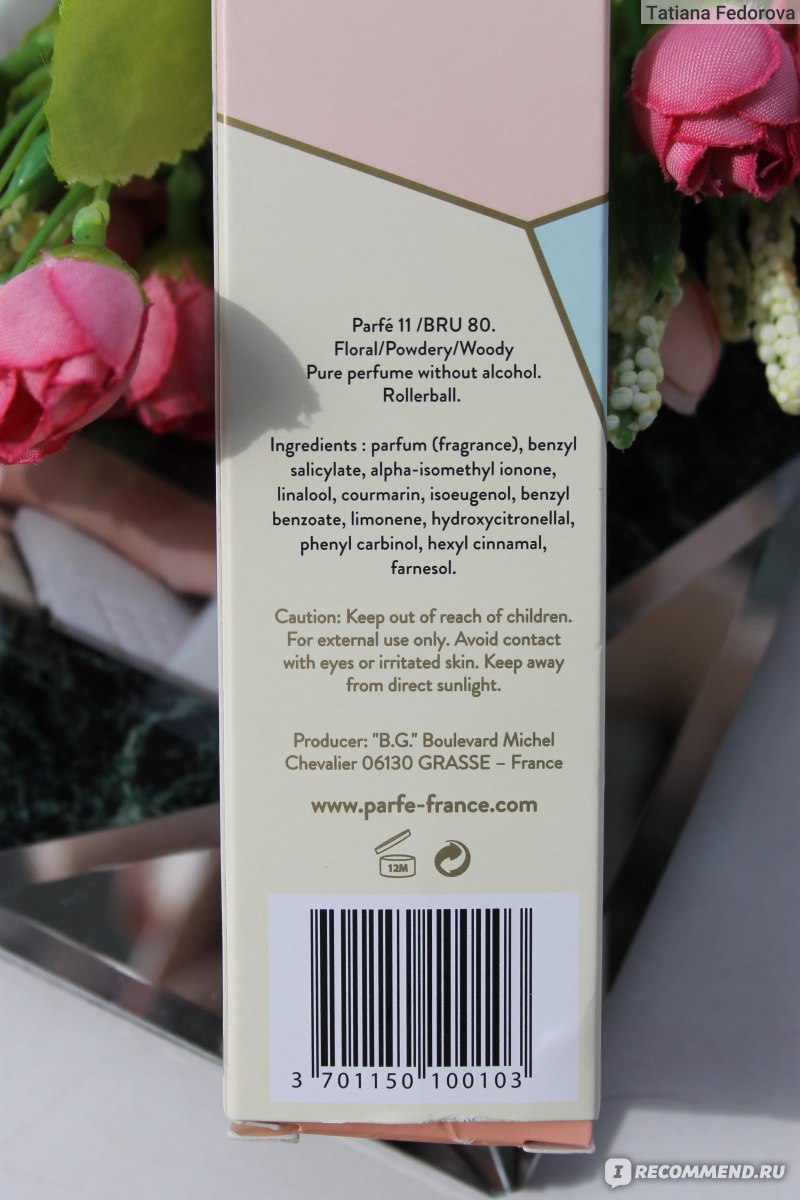 Tatiana Fedorova
Parfé 11 /BRU 80.
Floral/Powdery/Woody
Pure perfume without alcohol.
Rollerball.
Ingredients : parfum (fragrance), benzyl
salicylate, alpha-isomethyl ionone,
linalool, courmarin, isoeugenol, benzyl
benzoate, limonene, hydroxycitronellal,
phenyl carbinol, hexyl cinnamal,
farnesol.
Caution: Keep out of reach of children.
For external use only. Avoid contact
with eyes or irritated skin. Keep away
from direct sunlight.
Producer: "B.G." Boulevard Michel
Chevalier 06130 GRASSE – France
www.parfe-france.com
12M
3 701150 100103
I RECOMMEND.RU